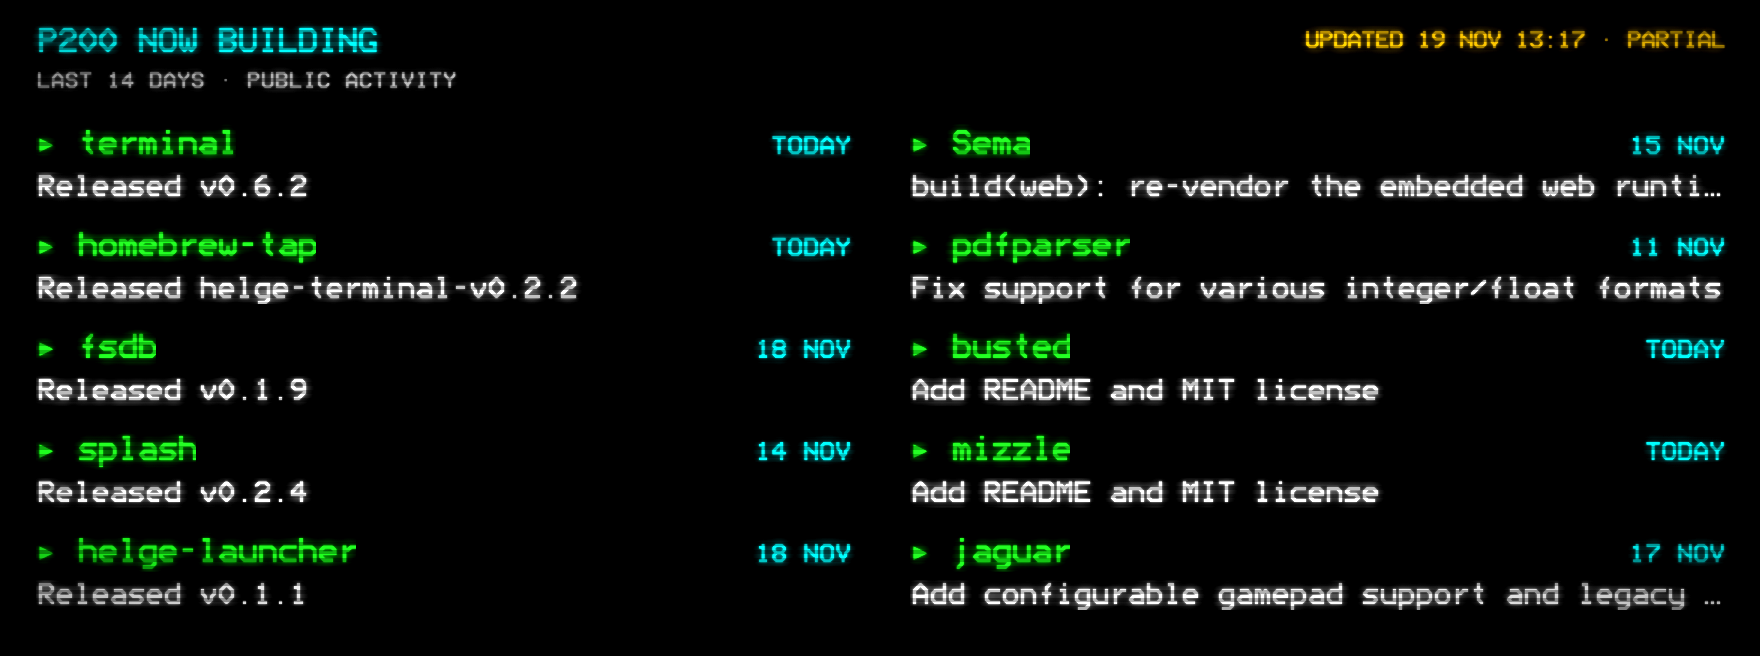 P200 NOW BUILDING
UPDATED 19 NOV 13:17 · PARTIAL
LAST 14 DAYS · PUBLIC ACTIVITY
▶ terminal TODAY
Released v0.6.2
▶ homebrew-tap TODAY
Released helge-terminal-v0.2.2
▶ fsdb 18 NOV
Released v0.1.9
▶ splash 14 NOV
Released v0.2.4
▶ helge-launcher 18 NOV
Released v0.1.1
▶ Sema 15 NOV
build(web): re-vendor the embedded web runti…
▶ pdfparser 11 NOV
Fix support for various integer/float formats
▶ busted TODAY
Add README and MIT license
▶ mizzle TODAY
Add README and MIT license
▶ jaguar 17 NOV
Add configurable gamepad support and legacy …